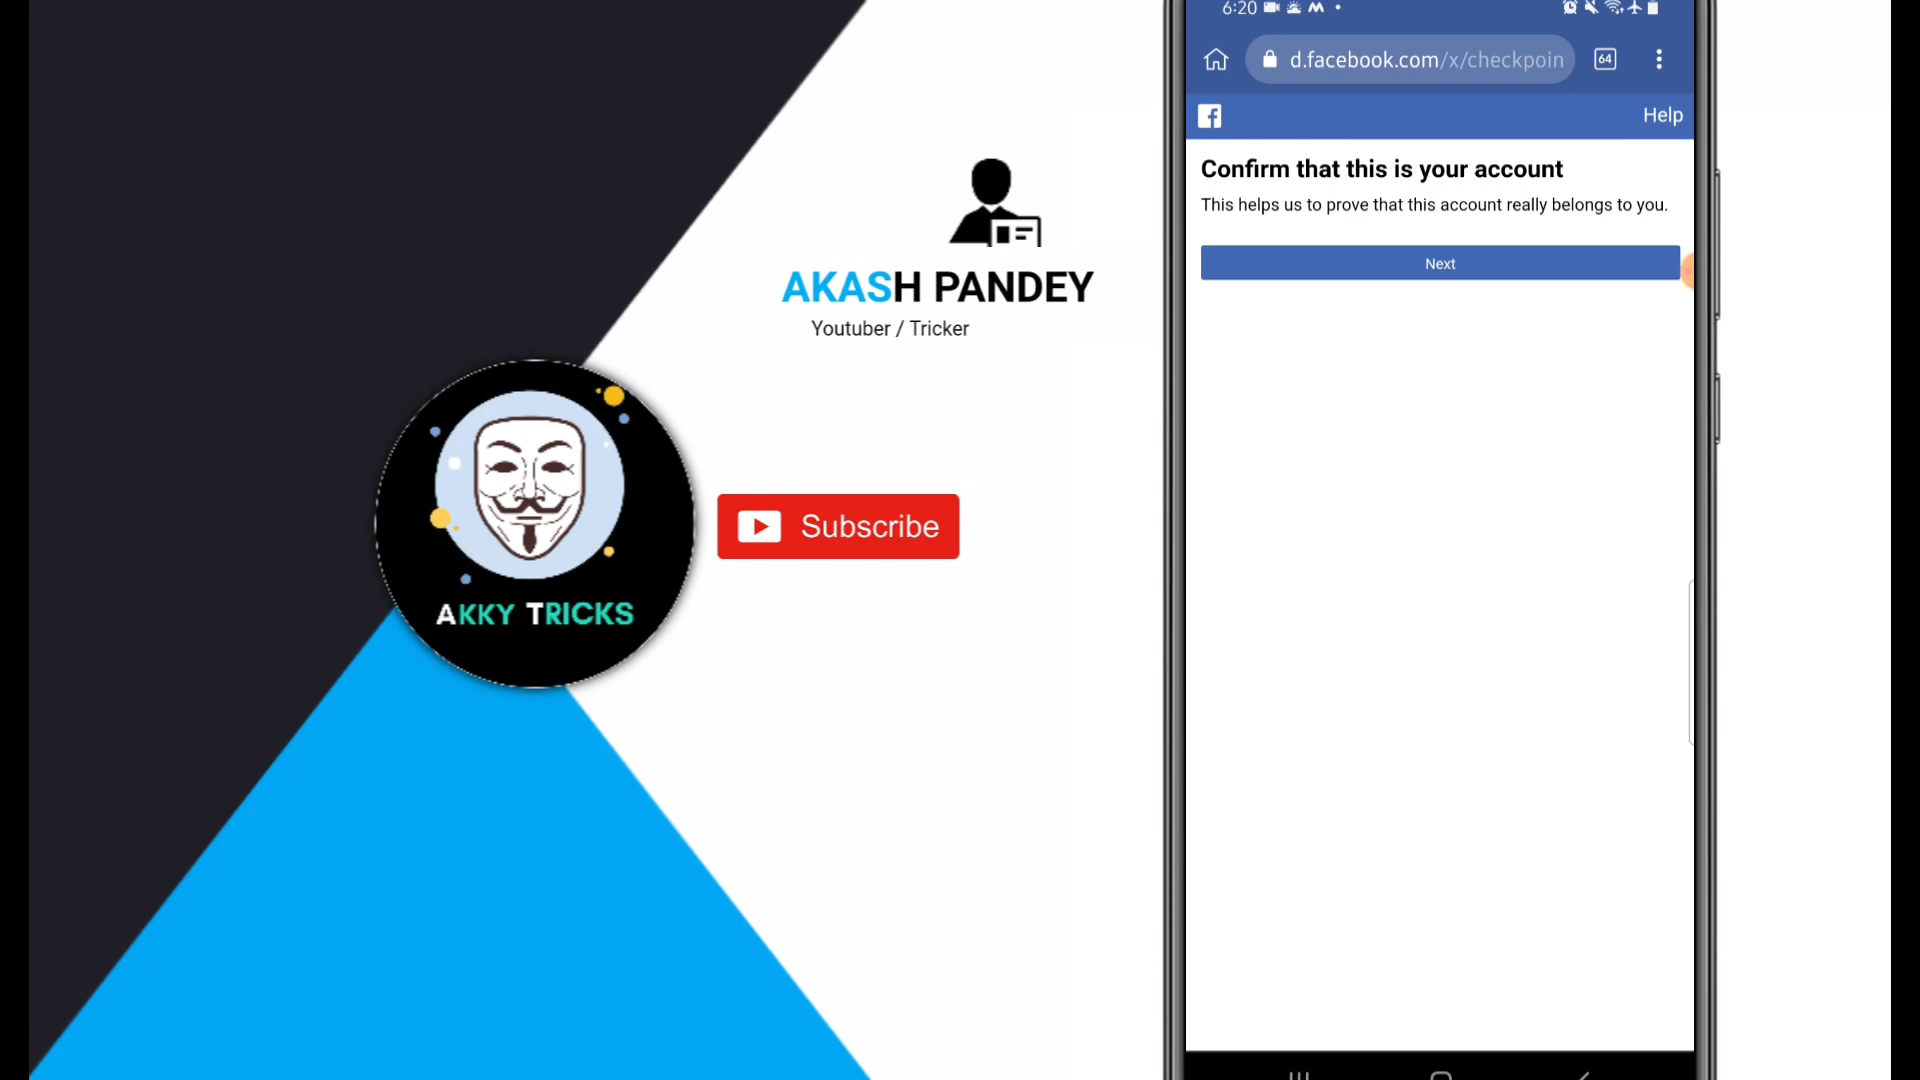 AKASH PANDEY
Youtuber / Tricker
AKKY TRICKS
Subscribe
6:20
d.facebook.com/x/checkpoin
64
Help
Confirm that this is your account
This helps us to prove that this account really belongs to you.
Next